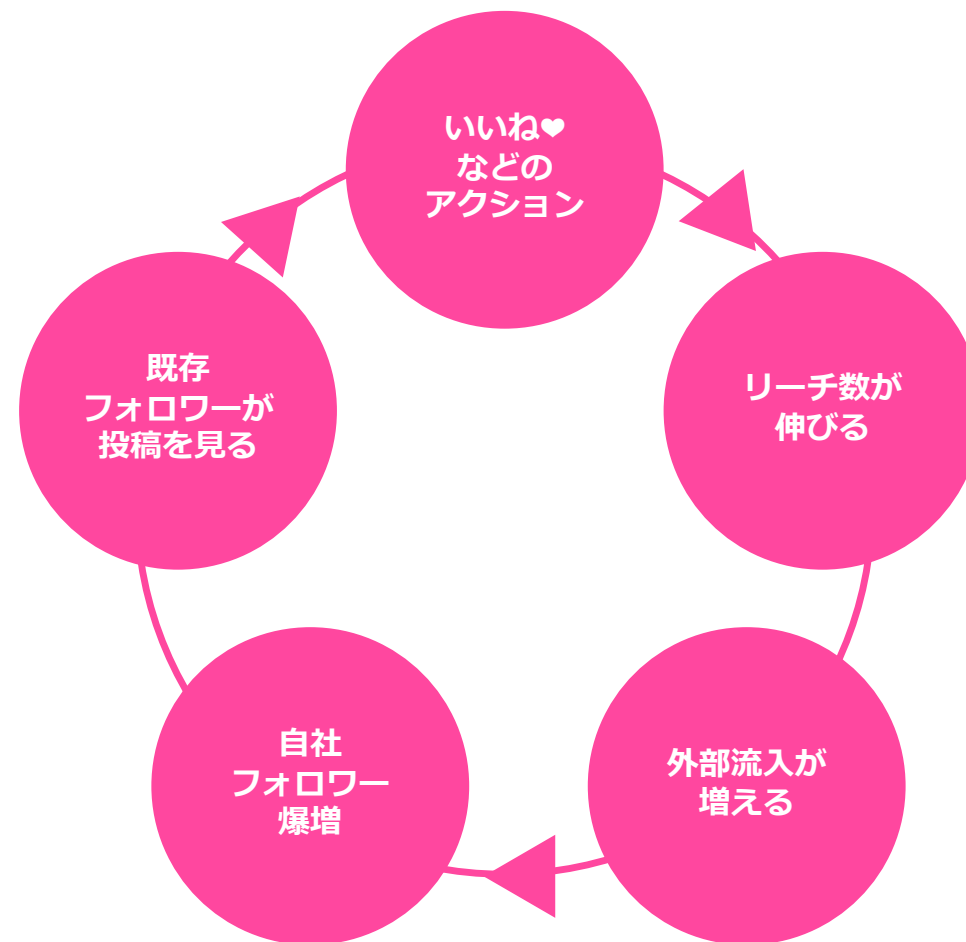 いいね❤
などの
アクション
リーチ数が
伸びる
外部流入が
増える
自社
フォロワー
爆増
既存
フォロワーが
投稿を見る